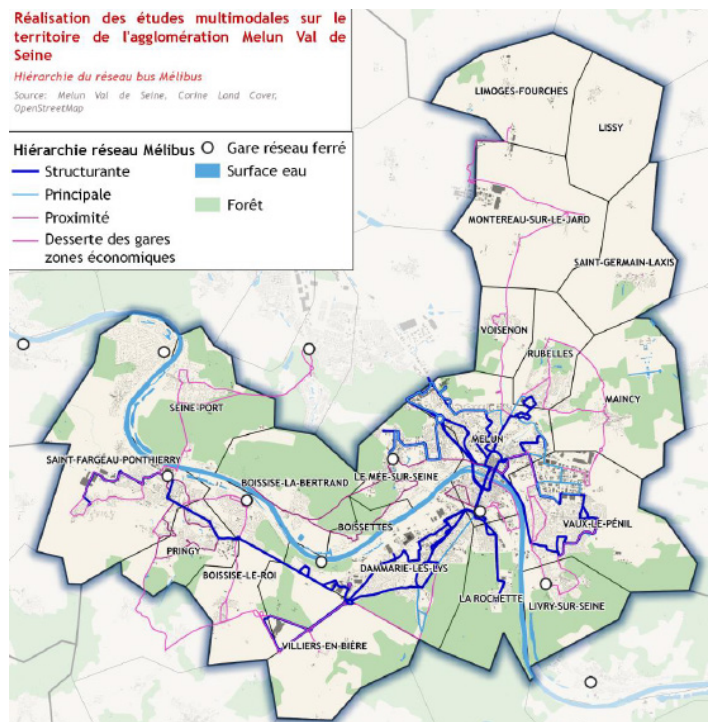 Réalisation des études multimodales sur le
territoire de l'agglomération Melun Val de
Seine
Hiérarchie du réseau bus Mélibus
Source: Melun Val de Seine, Corine Land Cover,
OpenStreetMap
Hiérarchie réseau Mélibus
Structurante
Principale
Proximité
Desserte des gares
zones économiques
Gare réseau ferré
Surface eau
Forêt
LIMOGES-FOURCHES
LISSY
MONTEREAU-SUR-LE-JARD
SAINT-GERMAIN-LAXIS
VOISENON
RUBELLES
MAINCY
SEINE-PORT
MELUN
SAINT-FARGEAU-PONTHIERRY
LE MÉE-SUR-SEINE
BOISSISE-LA-BERTRAND
BOISSETTES
VAUX-LE-PÉNIL
PRINGY
DAMMARIE-LES-LYS
BOISSISE-LE-ROI
LA ROCHETTE
LIVRY-SUR-SEINE
VILLIERS-EN-BIÈRE